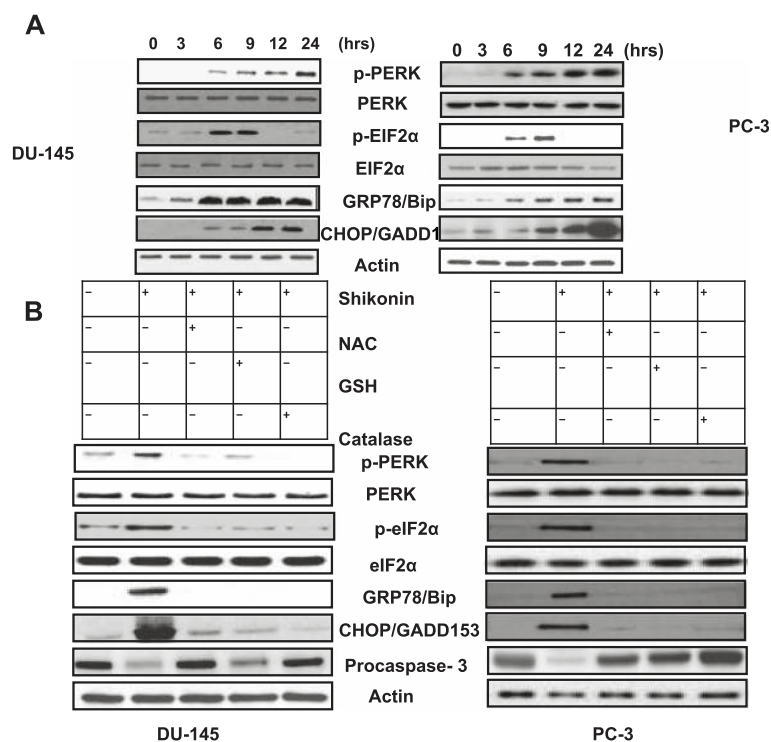 A
0 3 6 9 12 24 (hrs)
0 3 6 9 12 24 (hrs)
p-PERK
PERK
p-EIF2α
DU-145
PC-3
EIF2α
GRP78/Bip
CHOP/GADD1
Actin
B
– + + + + Shikonin – + + + +
– – + – – NAC – – + – –
– – – + – GSH – – – + –
– – – – + Catalase – – – – +
p-PERK
PERK
p-eIF2α
eIF2α
GRP78/Bip
CHOP/GADD153
Procaspase- 3
Actin
DU-145
PC-3